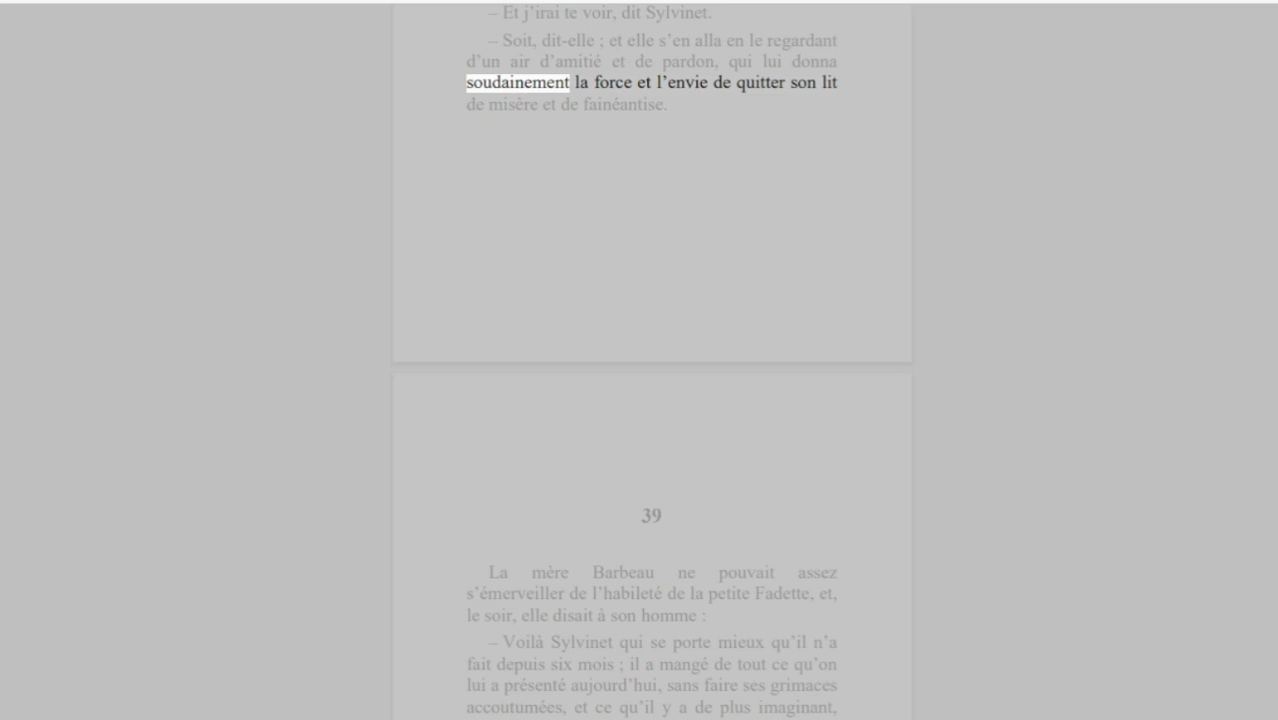 – Et j’irai te voir, dit Sylvinet.
– Soit, dit-elle ; et elle s’en alla en le regardant
d’un air d’amitié et de pardon, qui lui donna
soudainement la force et l’envie de quitter son lit
de misère et de fainéantise.
39
La mère Barbeau ne pouvait assez
s’émerveiller de l’habileté de la petite Fadette, et,
le soir, elle disait à son homme :
– Voilà Sylvinet qui se porte mieux qu’il n’a
fait depuis six mois ; il a mangé de tout ce qu’on
lui a présenté aujourd’hui, sans faire ses grimaces
accoutumées, et ce qu’il y a de plus imaginant,